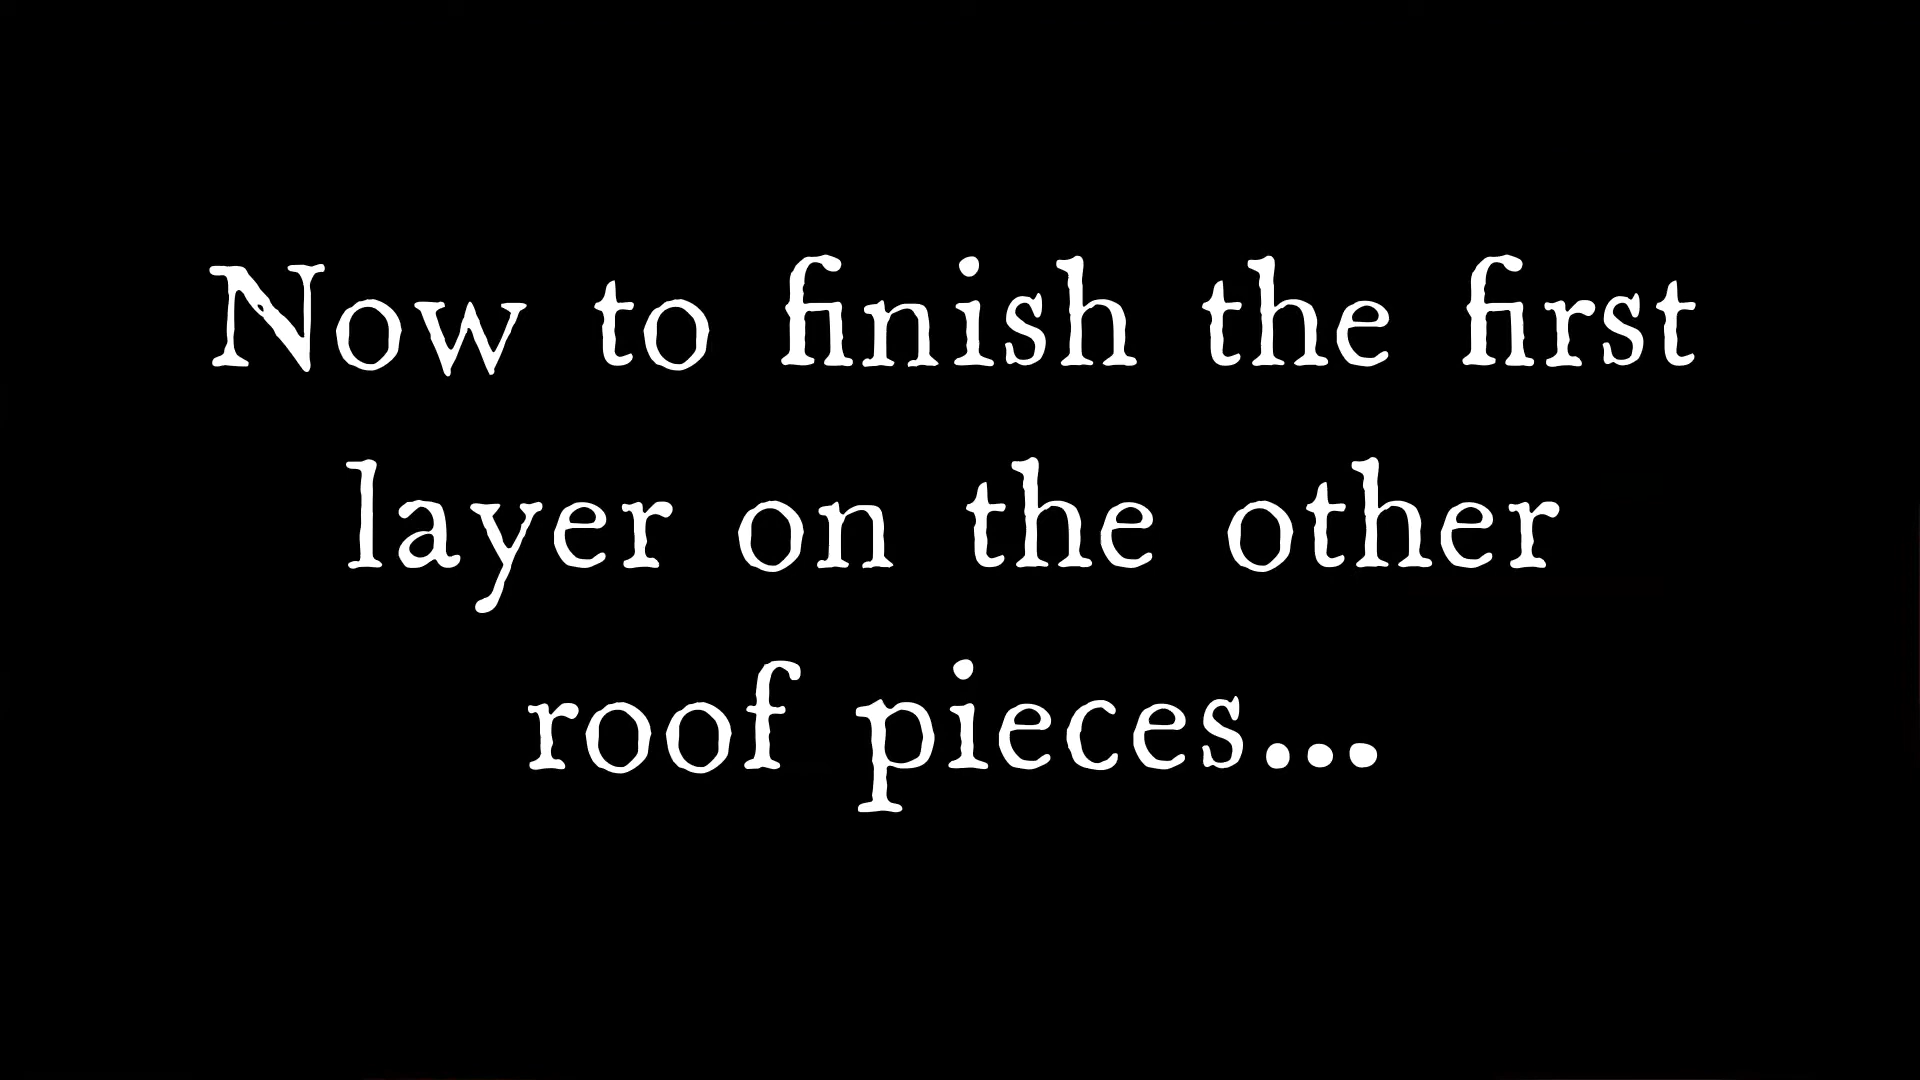 Now to finish the first
layer on the other
roof pieces...